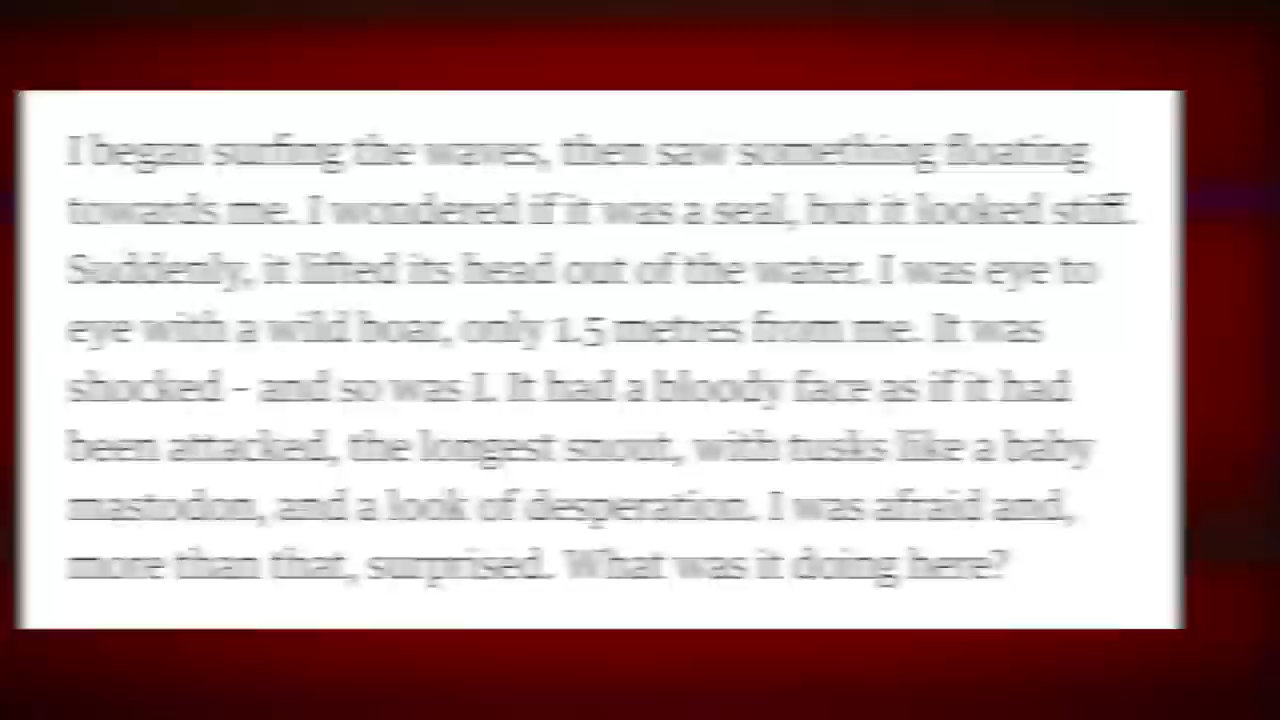 I began surfing the waves, then saw something floating
towards me. I wondered if it was a seal, but it looked stiff.
Suddenly, it lifted its head out of the water. I was eye to
eye with a wild boar, only 1.5 metres from me. It was
shocked - and so was I. It had a bloody face as if it had
been attacked, the longest snout, with tusks like a baby
mastodon, and a look of desperation. I was afraid and,
more than that, surprised. What was it doing here?